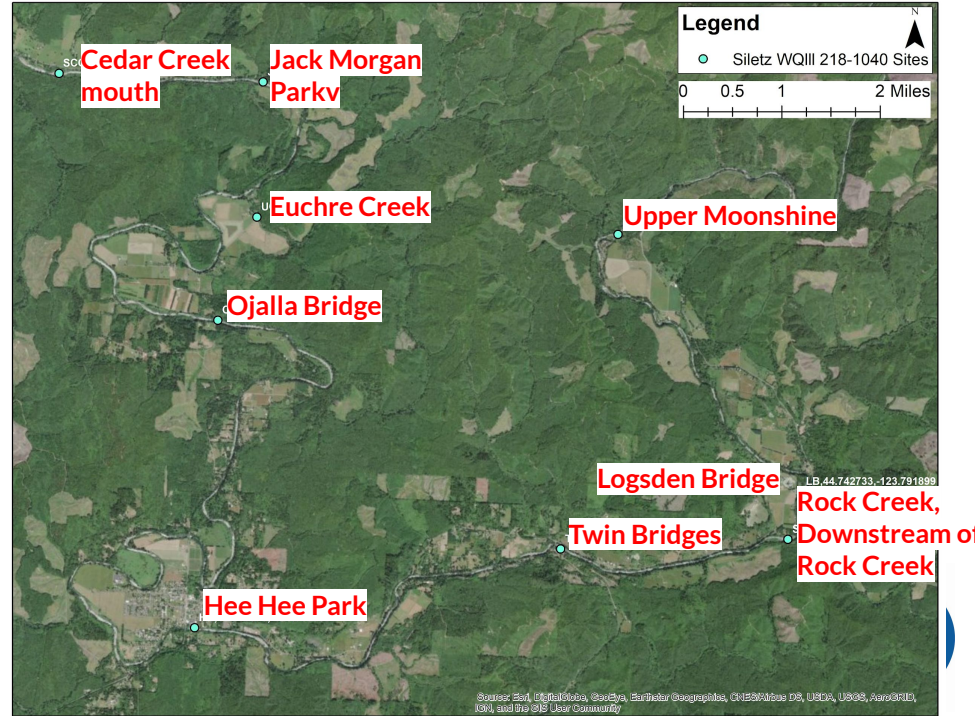 N
Legend
Siletz WQIII 218-1040 Sites
0 0.5 1 2 Miles
Cedar Creek
mouth
Jack Morgan
Parkv
Euchre Creek
Upper Moonshine
Ojalla Bridge
Logsden Bridge
LB,44.742733,-123.791899
Rock Creek,
Downstream of
Rock Creek
Twin Bridges
Hee Hee Park
Source: Esri, DigitalGlobe, GeoEye, Earthstar Geographics, CNES/Airbus DS, USDA, USGS, AeroGRID,
IGN, and the GIS User Community